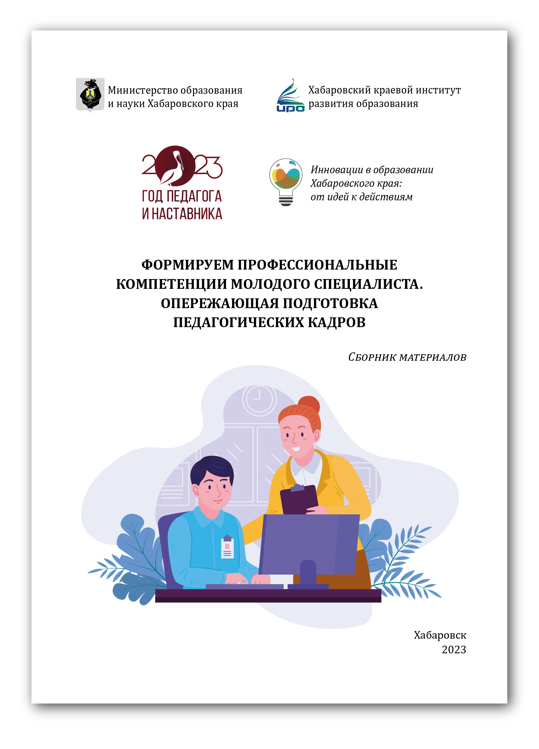 Министерство образования
и науки Хабаровского края
Хабаровский краевой институт
развития образования
ИРО
2023
ГОД ПЕДАГОГА
И НАСТАВНИКА
Инновации в образовании
Хабаровского края:
от идей к действиям
ФОРМИРУЕМ ПРОФЕССИОНАЛЬНЫЕ
КОМПЕТЕНЦИИ МОЛОДОГО СПЕЦИАЛИСТА.
ОПЕРЕЖАЮЩАЯ ПОДГОТОВКА
ПЕДАГОГИЧЕСКИХ КАДРОВ
Сборник материалов
Хабаровск
2023